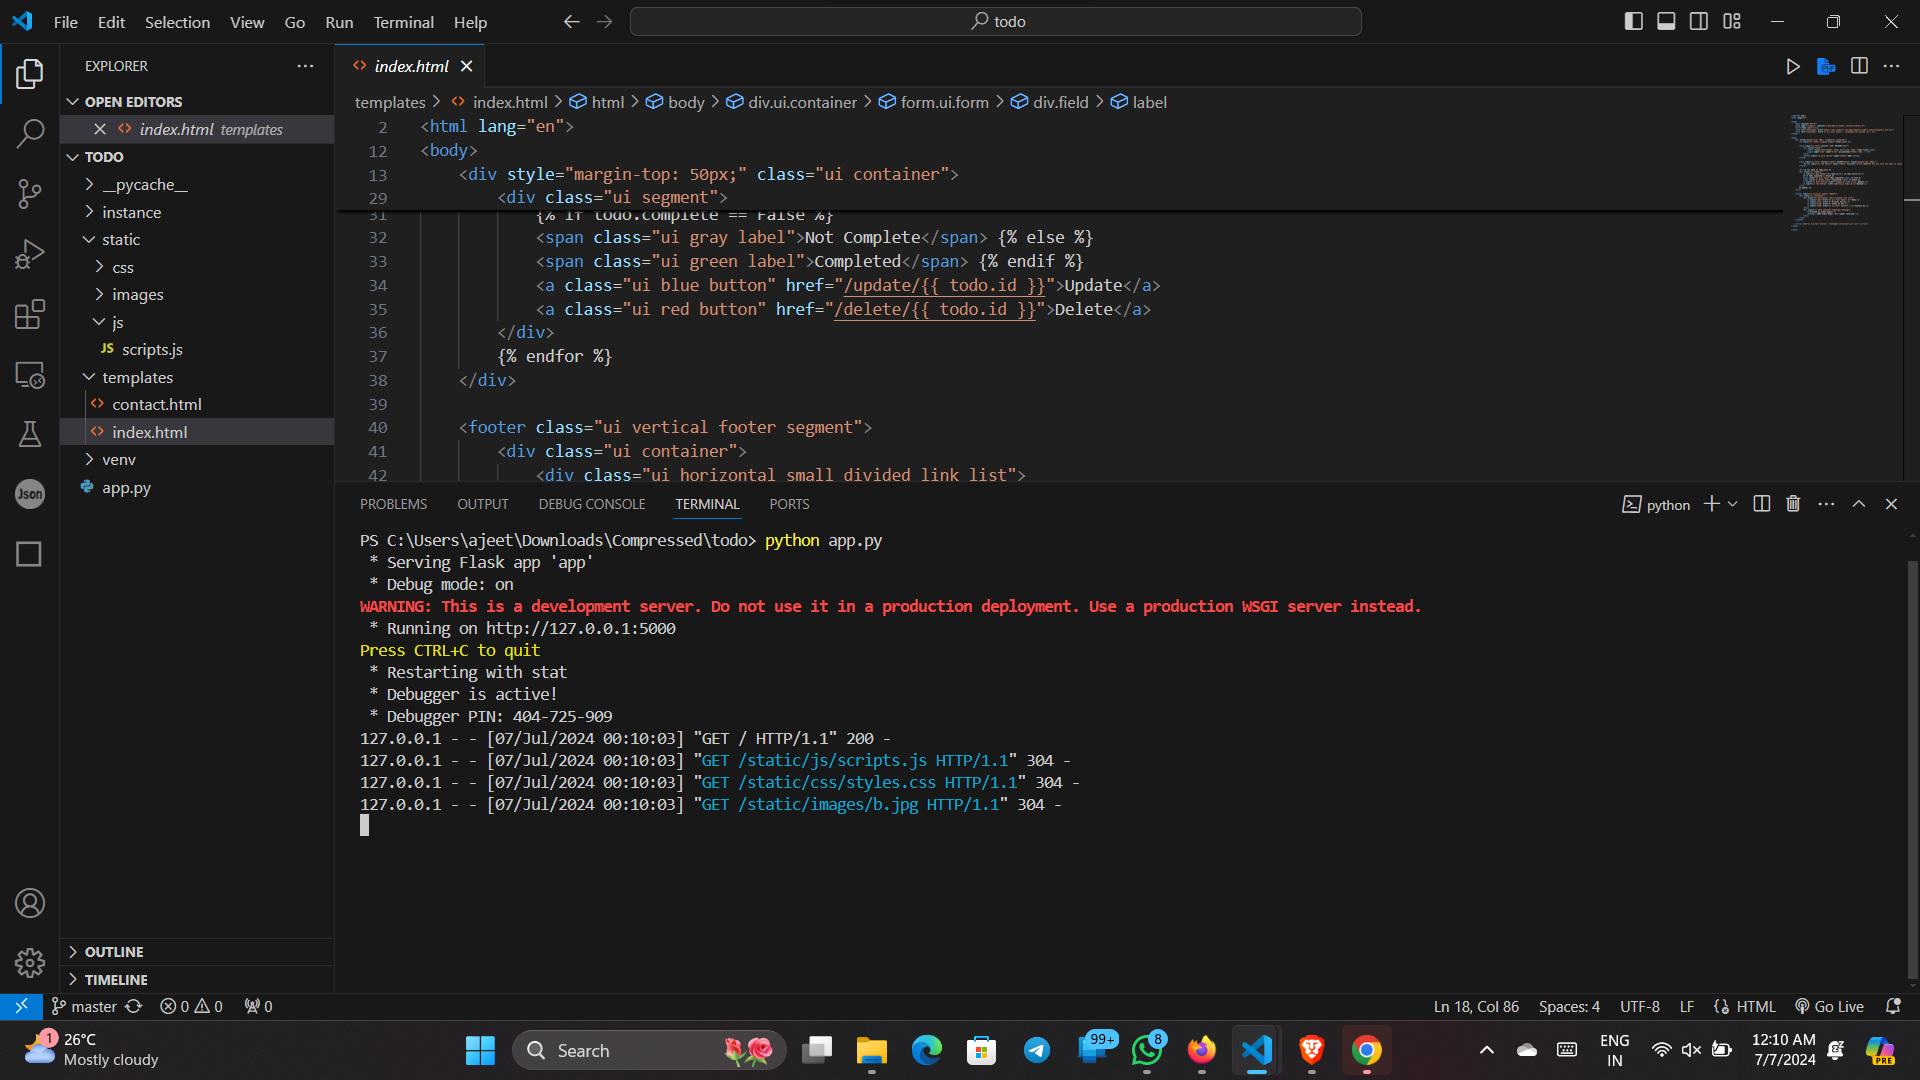 File Edit Selection View Go Run Terminal Help
todo
EXPLORER
OPEN EDITORS
index.html templates
TODO
__pycache__
instance
static
css
images
js
JS scripts.js
templates
contact.html
index.html
venv
app.py
OUTLINE
TIMELINE
Json
index.html
templates > index.html > html > body > div.ui.container > form.ui.form > div.field > label
2 <html lang="en">
12 <body>
13 <div style="margin-top: 50px;" class="ui container">
29 <div class="ui segment">
31 {% if todo.complete == False %}
32 <span class="ui gray label">Not Complete</span> {% else %}
33 <span class="ui green label">Completed</span> {% endif %}
34 <a class="ui blue button" href="/update/{{ todo.id }}">Update</a>
35 <a class="ui red button" href="/delete/{{ todo.id }}">Delete</a>
36 </div>
37 {% endfor %}
38 </div>
39
40 <footer class="ui vertical footer segment">
41 <div class="ui container">
42 <div class="ui horizontal small divided link list">
PROBLEMS OUTPUT DEBUG CONSOLE TERMINAL PORTS
python
PS C:\Users\ajeet\Downloads\Compressed\todo> python app.py
* Serving Flask app 'app'
* Debug mode: on
WARNING: This is a development server. Do not use it in a production deployment. Use a production WSGI server instead.
* Running on http://127.0.0.1:5000
Press CTRL+C to quit
* Restarting with stat
* Debugger is active!
* Debugger PIN: 404-725-909
127.0.0.1 - - [07/Jul/2024 00:10:03] "GET / HTTP/1.1" 200 -
127.0.0.1 - - [07/Jul/2024 00:10:03] "GET /static/js/scripts.js HTTP/1.1" 304 -
127.0.0.1 - - [07/Jul/2024 00:10:03] "GET /static/css/styles.css HTTP/1.1" 304 -
127.0.0.1 - - [07/Jul/2024 00:10:03] "GET /static/images/b.jpg HTTP/1.1" 304 -
master 0 0 0
Ln 18, Col 86 Spaces: 4 UTF-8 LF HTML Go Live
1
26°C
Mostly cloudy
Search
99+
8
ENG
IN
12:10 AM
7/7/2024
PRE